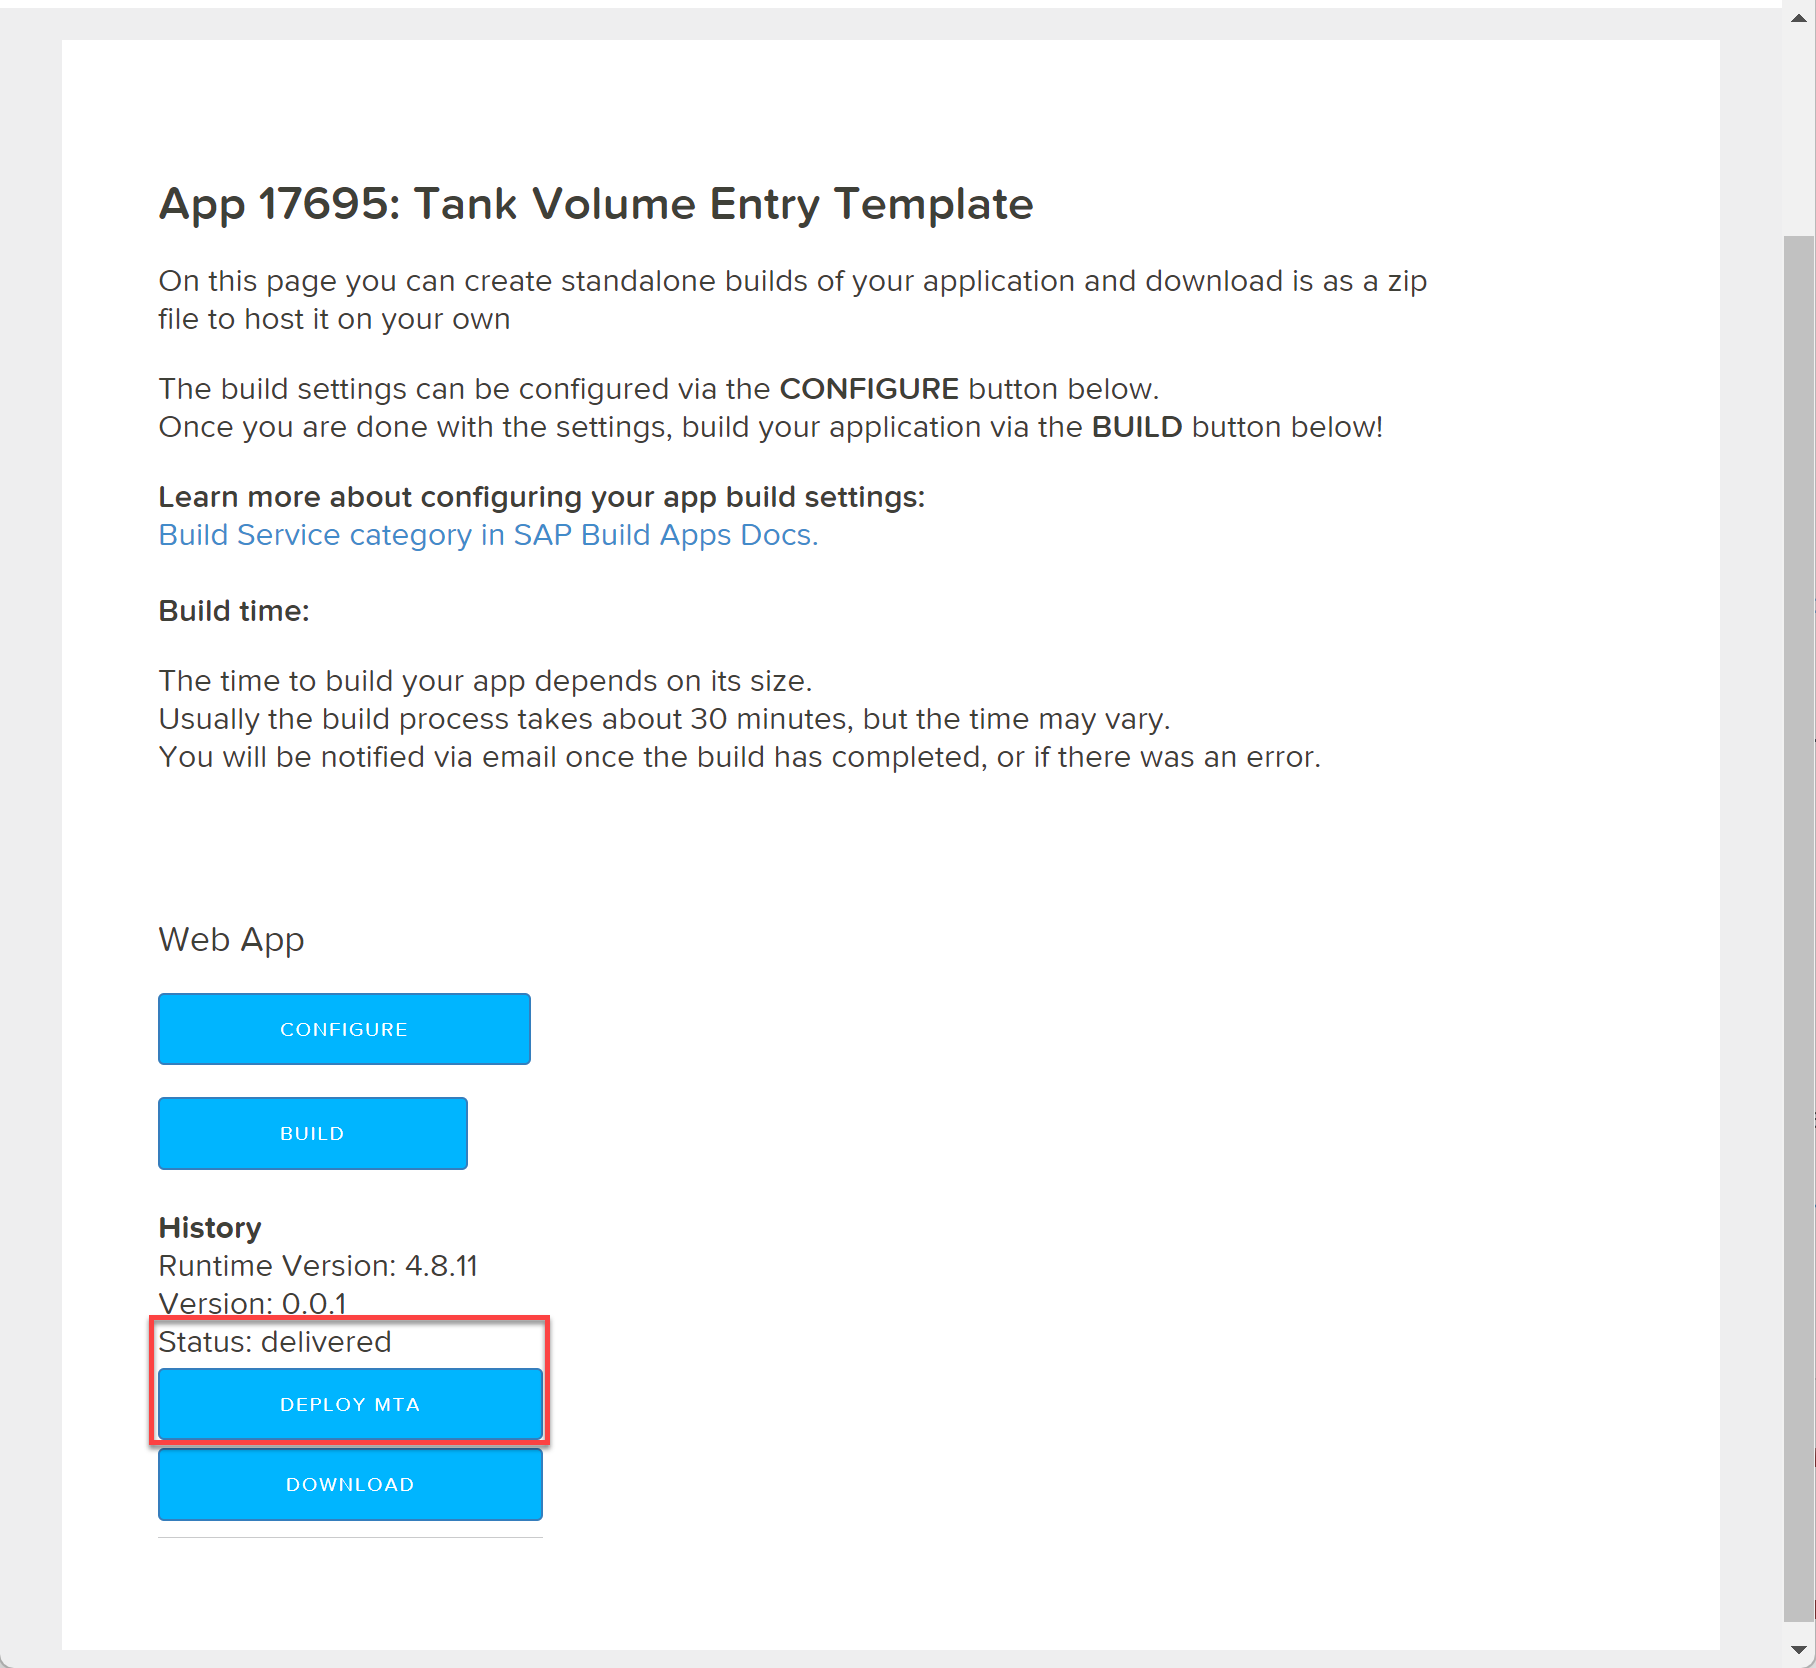 App 17695: Tank Volume Entry Template
On this page you can create standalone builds of your application and download is as a zip
file to host it on your own
The build settings can be configured via the CONFIGURE button below.
Once you are done with the settings, build your application via the BUILD button below!
Learn more about configuring your app build settings:
Build Service category in SAP Build Apps Docs.
Build time:
The time to build your app depends on its size.
Usually the build process takes about 30 minutes, but the time may vary.
You will be notified via email once the build has completed, or if there was an error.
Web App
CONFIGURE
BUILD
History
Runtime Version: 4.8.11
Version: 0.0.1
Status: delivered
DEPLOY MTA
DOWNLOAD